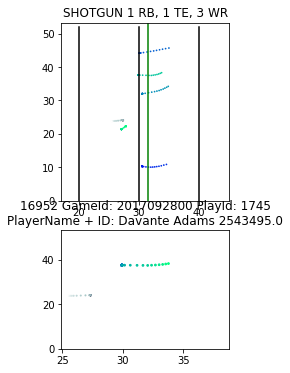 SHOTGUN 1 RB, 1 TE, 3 WR
50
40
30
20
10
0
20 30 40
16952 GameId: 2017092800 PlayId: 1745
PlayerName + ID: Davante Adams 2543495.0
40
20
0
25 30 35